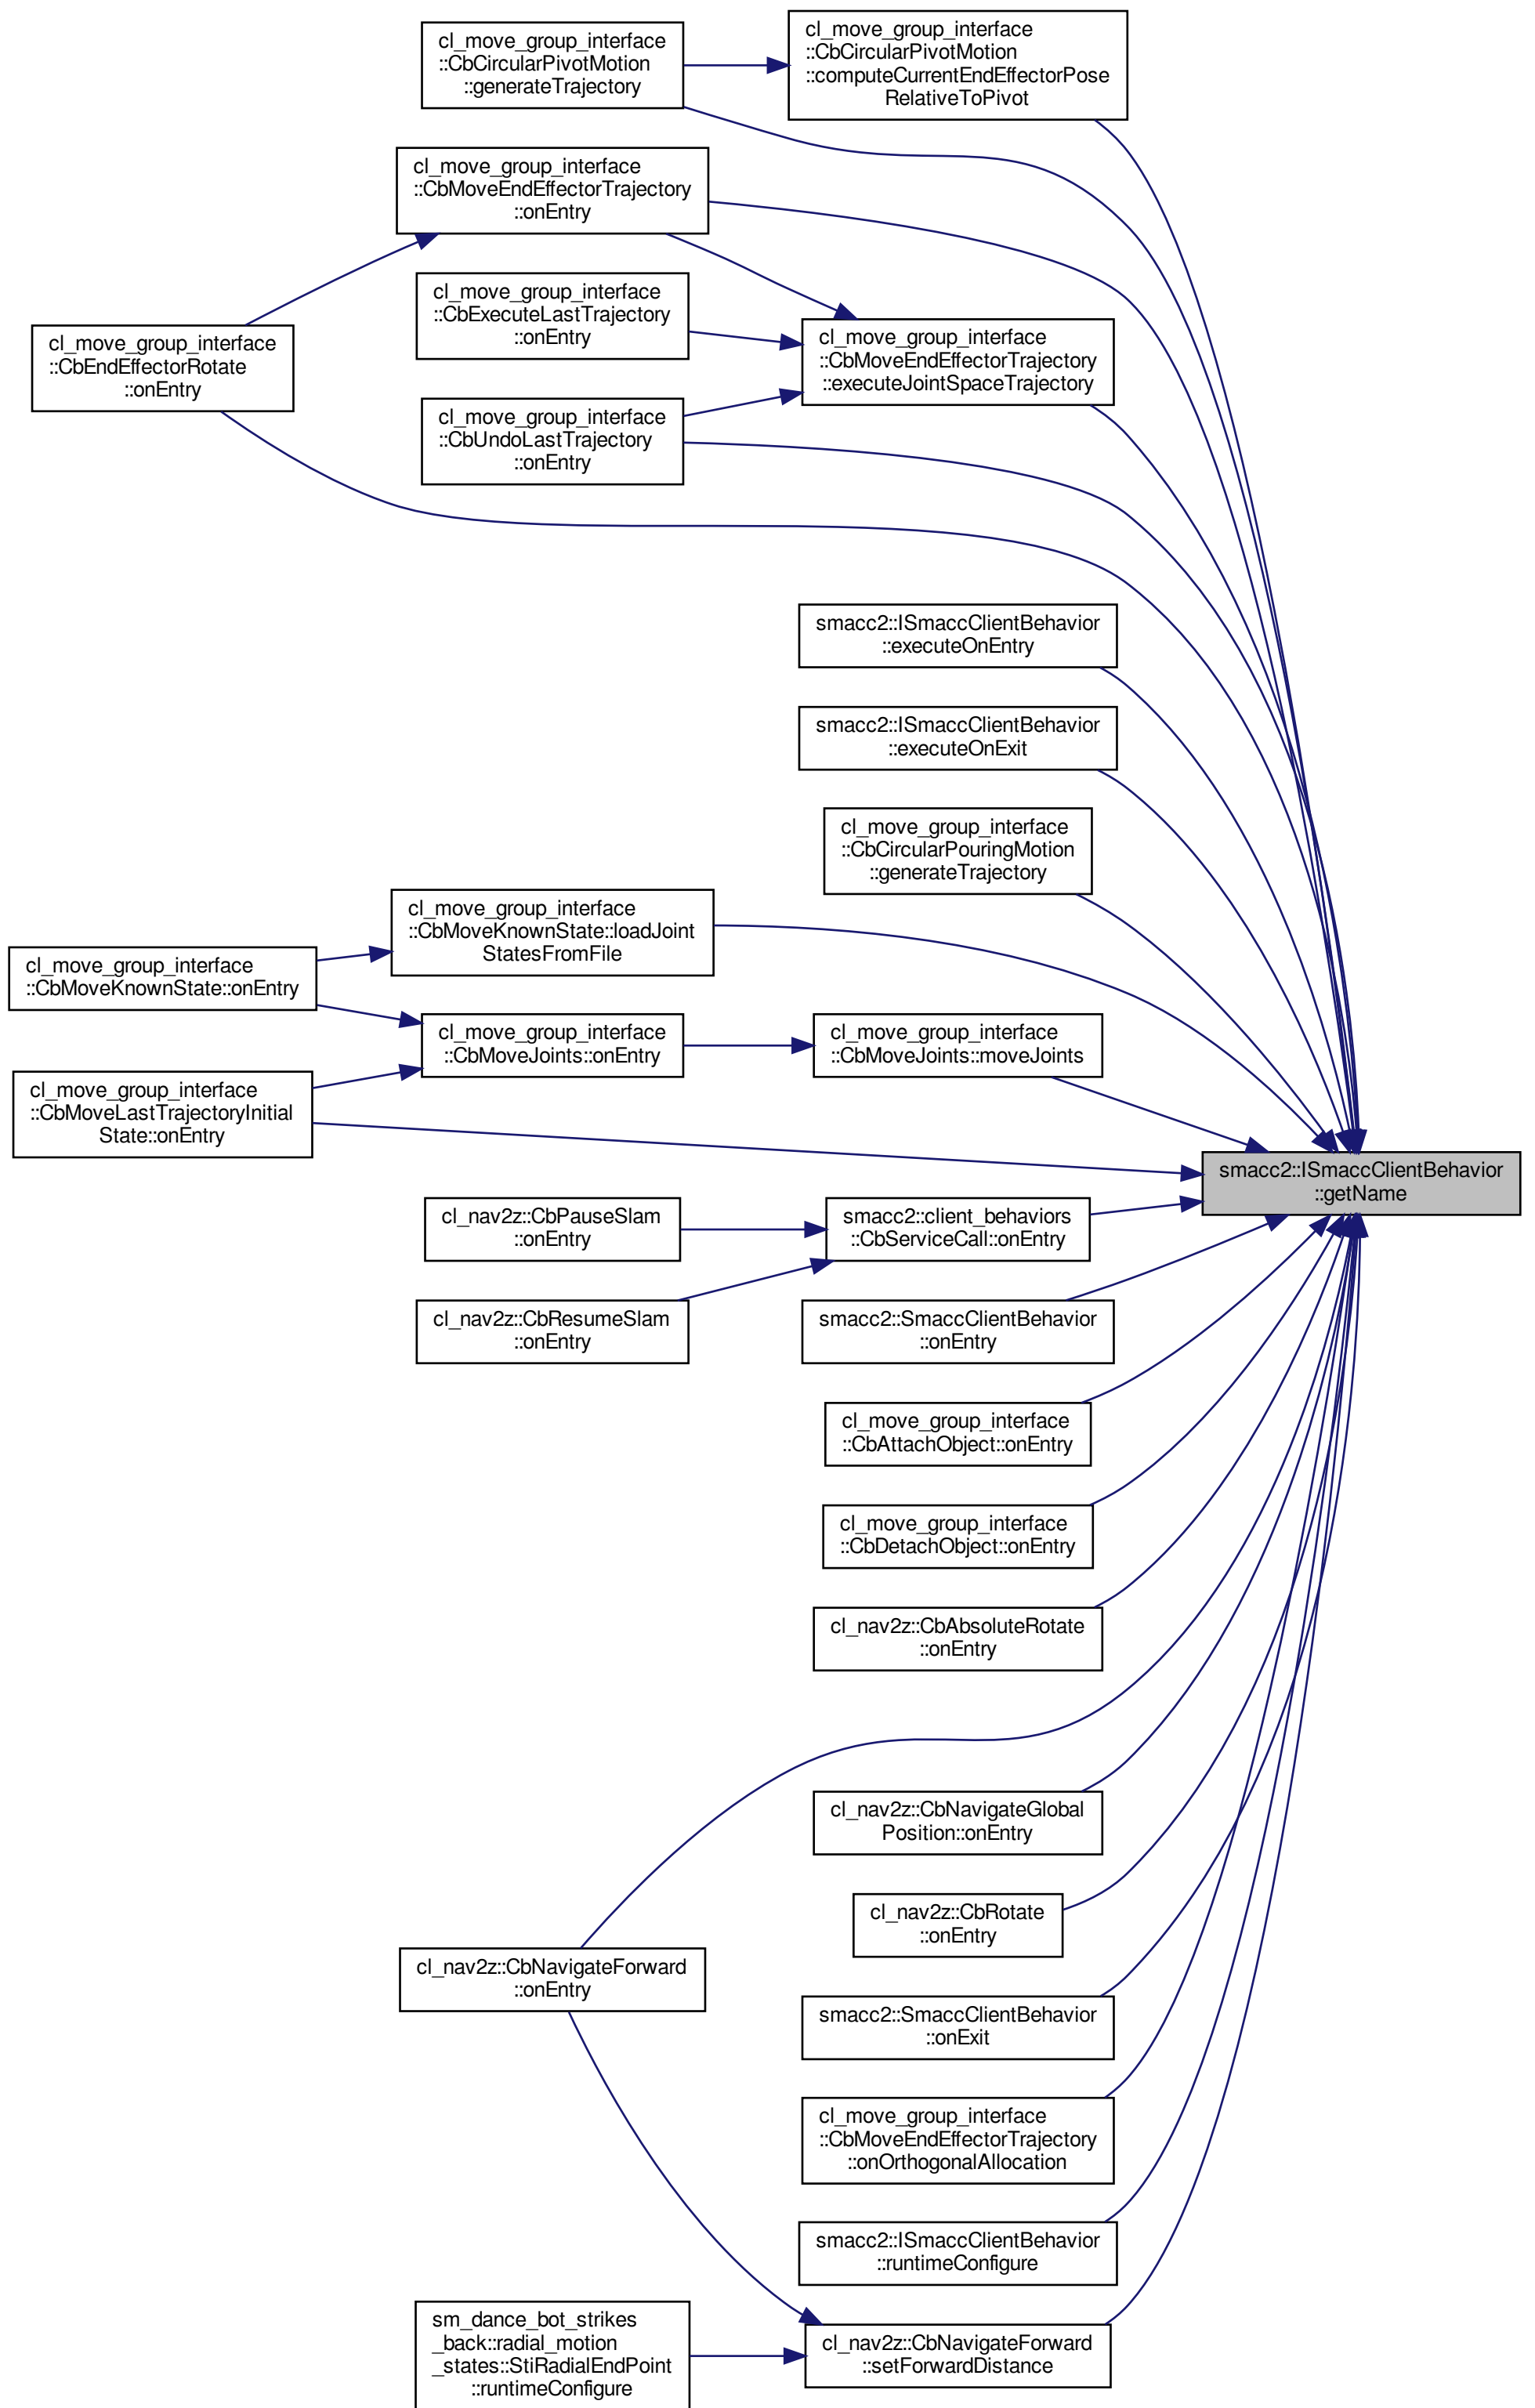 cl_move_group_interface
::CbCircularPivotMotion
::generateTrajectory
cl_move_group_interface
::CbCircularPivotMotion
::computeCurrentEndEffectorPose
RelativeToPivot
cl_move_group_interface
::CbMoveEndEffectorTrajectory
::onEntry
cl_move_group_interface
::CbExecuteLastTrajectory
::onEntry
cl_move_group_interface
::CbEndEffectorRotate
::onEntry
cl_move_group_interface
::CbMoveEndEffectorTrajectory
::executeJointSpaceTrajectory
cl_move_group_interface
::CbUndoLastTrajectory
::onEntry
smacc2::ISmaccClientBehavior
::executeOnEntry
smacc2::ISmaccClientBehavior
::executeOnExit
cl_move_group_interface
::CbCircularPouringMotion
::generateTrajectory
cl_move_group_interface
::CbMoveKnownState::loadJoint
StatesFromFile
cl_move_group_interface
::CbMoveKnownState::onEntry
cl_move_group_interface
::CbMoveJoints::onEntry
cl_move_group_interface
::CbMoveJoints::moveJoints
cl_move_group_interface
::CbMoveLastTrajectoryInitial
State::onEntry
smacc2::ISmaccClientBehavior
::getName
cl_nav2z::CbPauseSlam
::onEntry
smacc2::client_behaviors
::CbServiceCall::onEntry
cl_nav2z::CbResumeSlam
::onEntry
smacc2::SmaccClientBehavior
::onEntry
cl_move_group_interface
::CbAttachObject::onEntry
cl_move_group_interface
::CbDetachObject::onEntry
cl_nav2z::CbAbsoluteRotate
::onEntry
cl_nav2z::CbNavigateGlobal
Position::onEntry
cl_nav2z::CbRotate
::onEntry
cl_nav2z::CbNavigateForward
::onEntry
smacc2::SmaccClientBehavior
::onExit
cl_move_group_interface
::CbMoveEndEffectorTrajectory
::onOrthogonalAllocation
smacc2::ISmaccClientBehavior
::runtimeConfigure
sm_dance_bot_strikes
_back::radial_motion
_states::StiRadialEndPoint
::runtimeConfigure
cl_nav2z::CbNavigateForward
::setForwardDistance